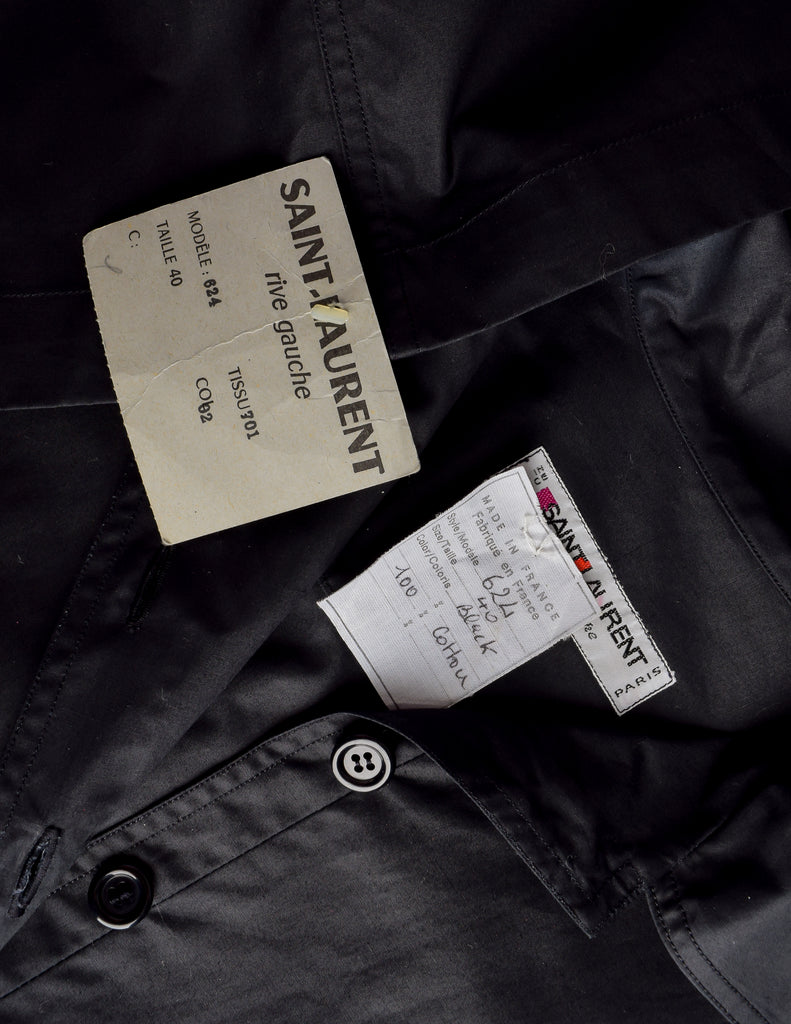 SAINT-LAURENT
rive gauche
MODÈLE : 624
TISSU 701
TAILLE 40
CO62
C :
SAINT LAURENT
PARIS
MADE IN FRANCE
Fabriqué en France
Style/Modèle 624
Size/Taille 40
Color/Coloris Black
100 % Cotton
%